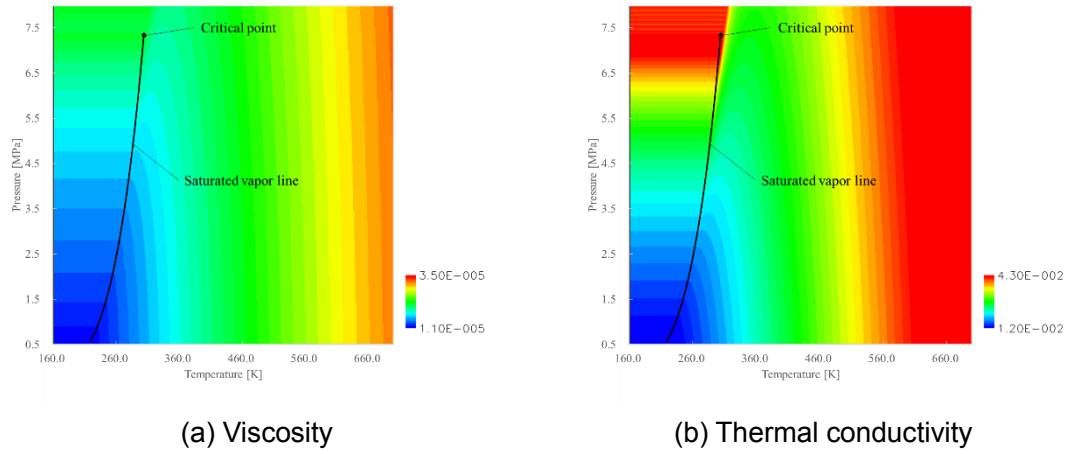 7.5
6.5
5.5
4.5
3.5
2.5
1.5
0.5
Pressure [MPa]
Critical point
Saturated vapor line
3.50E-005
1.10E-005
160.0 260.0 360.0 460.0 560.0 660.0
Temperature [K]
(a) Viscosity
7.5
6.5
5.5
4.5
3.5
2.5
1.5
0.5
Pressure [MPa]
Critical point
Saturated vapor line
4.30E-002
1.20E-002
160.0 260.0 360.0 460.0 560.0 660.0
Temperature [K]
(b) Thermal conductivity